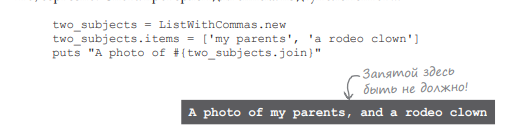 two_subjects = ListWithCommas.new
two_subjects.items = ['my parents', 'a rodeo clown']
puts "A photo of #{two_subjects.join}"
Запятой здесь
быть не должно!
A photo of my parents, and a rodeo clown